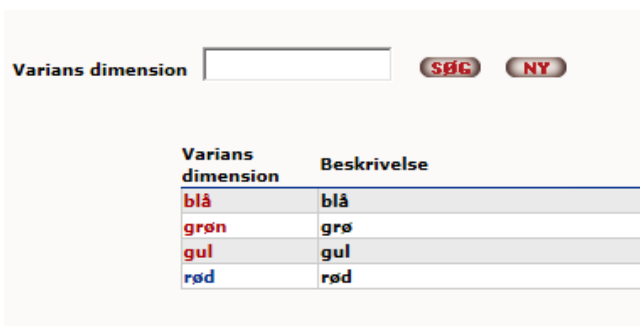 Varians dimension SØG NY
Varians
dimension Beskrivelse
blå blå
grøn grø
gul gul
rød rød